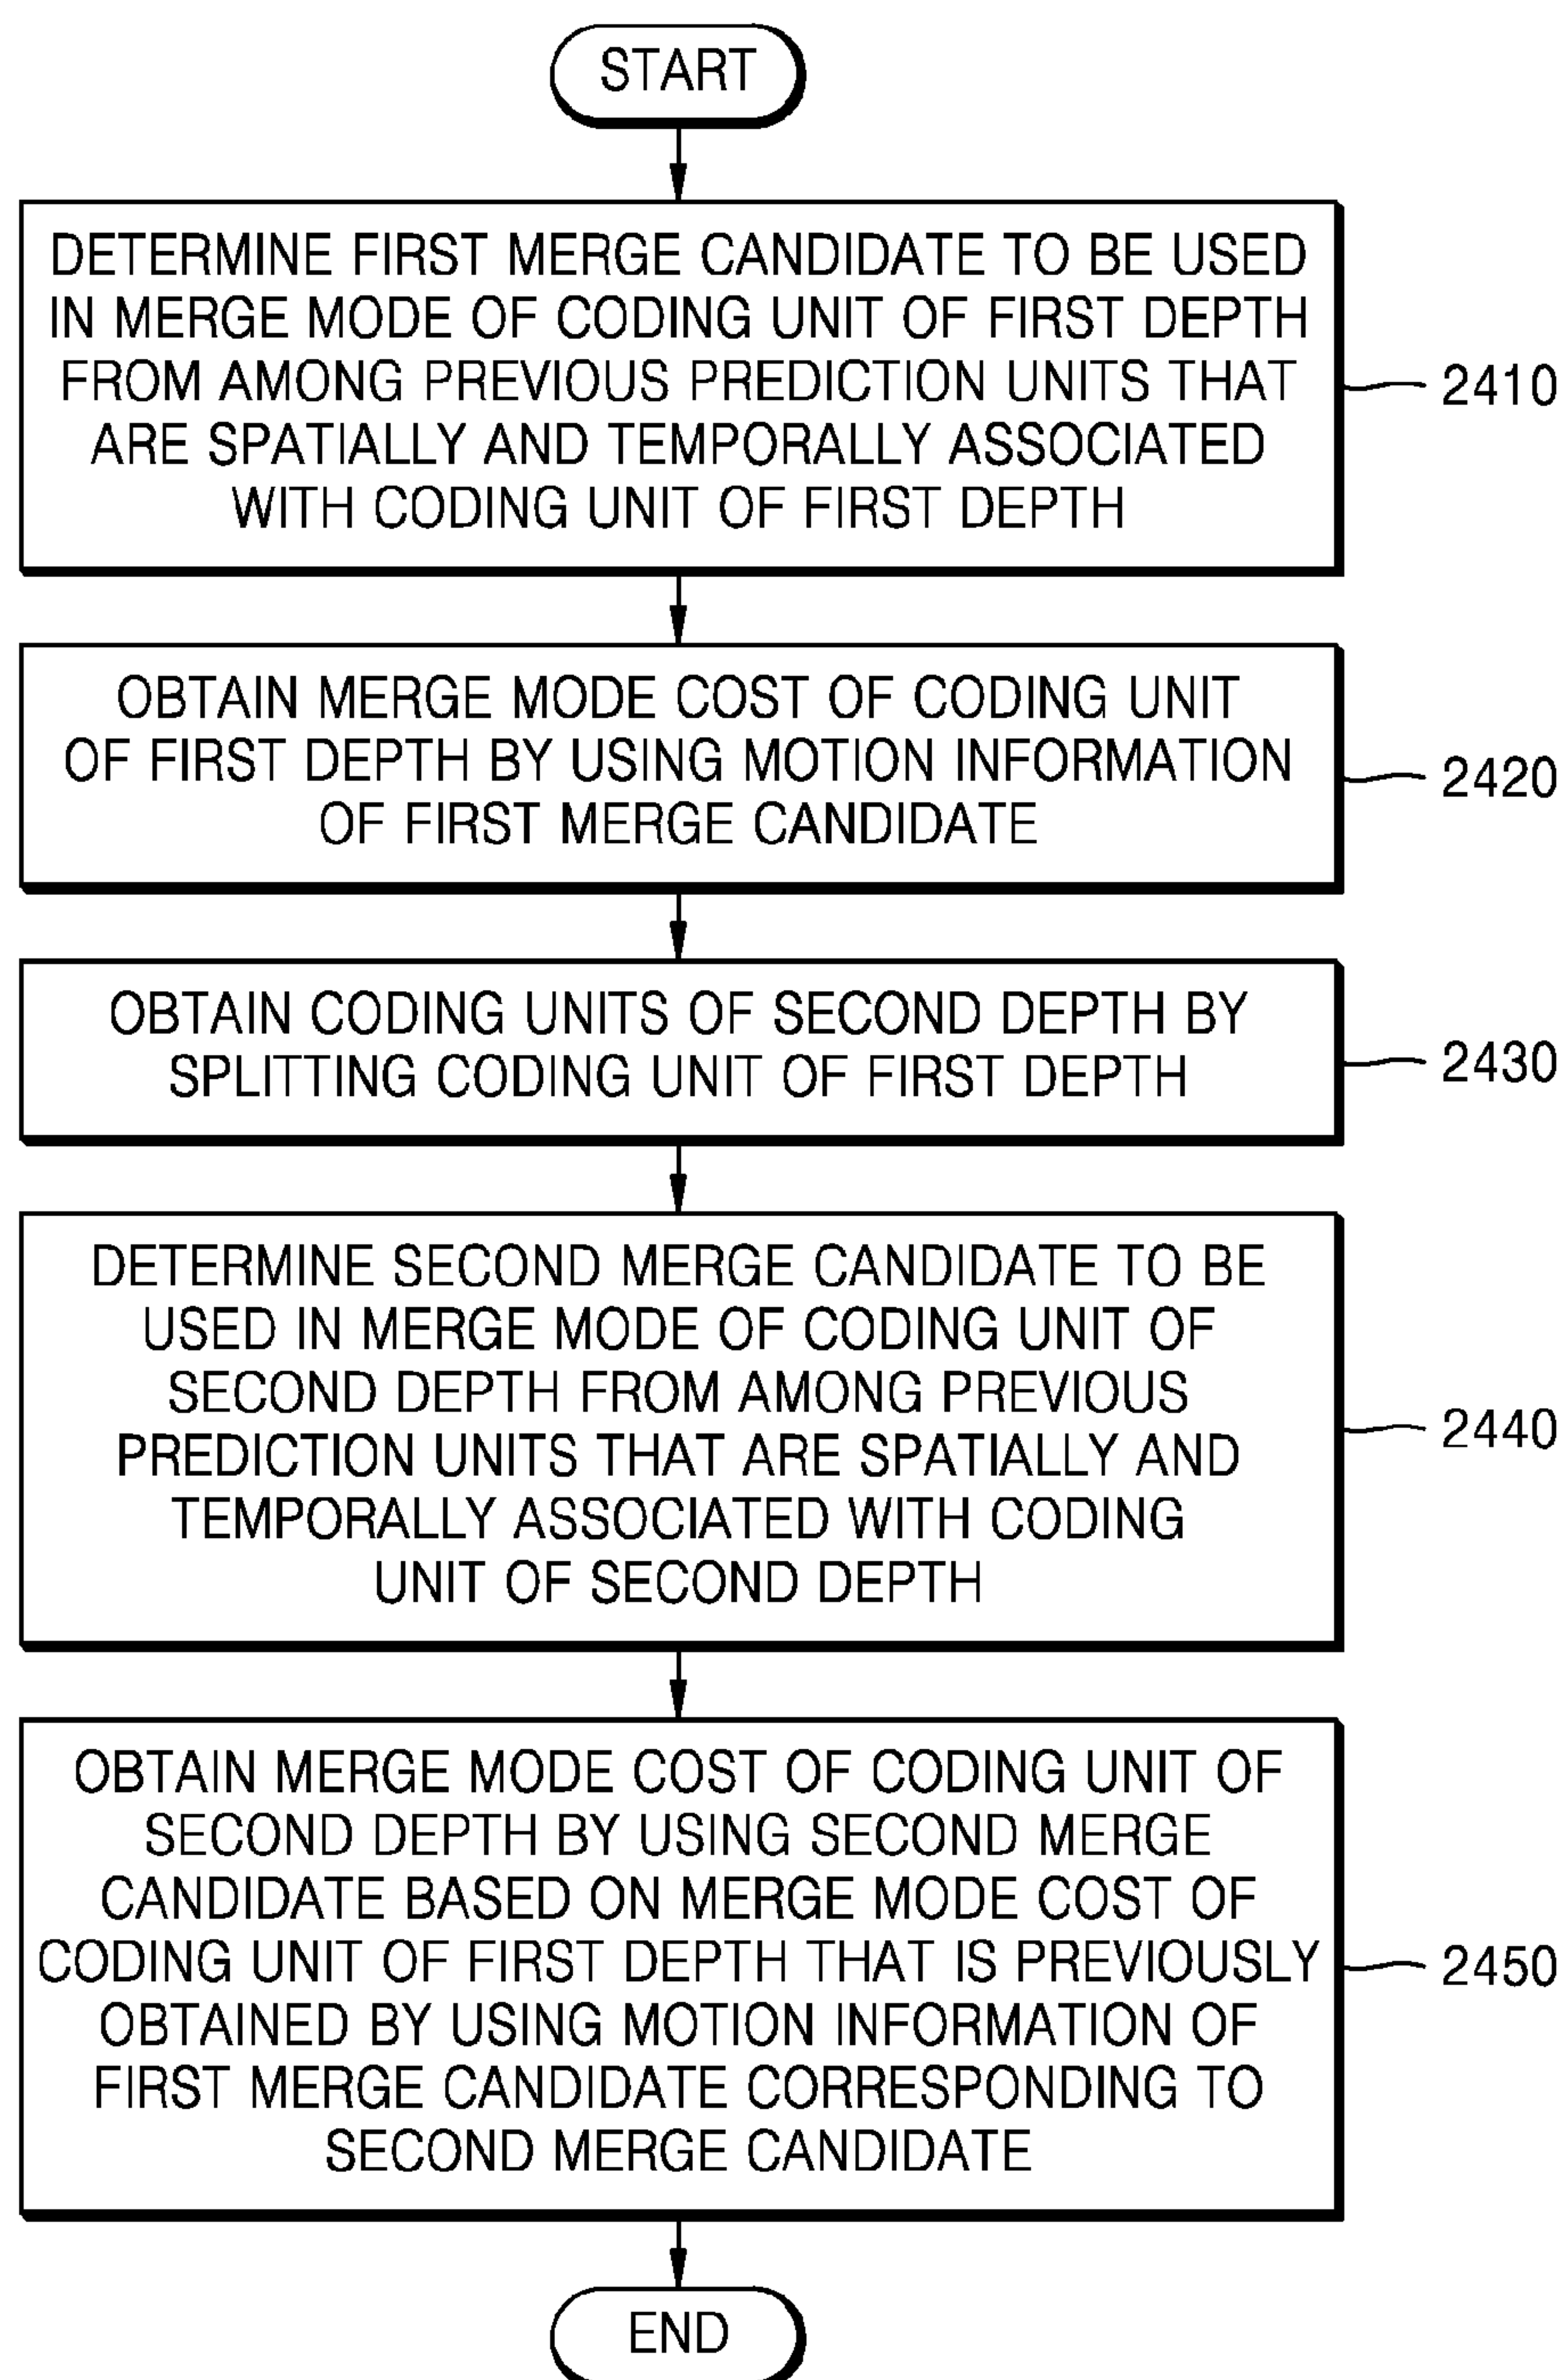 START
DETERMINE FIRST MERGE CANDIDATE TO BE USED
IN MERGE MODE OF CODING UNIT OF FIRST DEPTH
FROM AMONG PREVIOUS PREDICTION UNITS THAT
ARE SPATIALLY AND TEMPORALLY ASSOCIATED
WITH CODING UNIT OF FIRST DEPTH
2410
OBTAIN MERGE MODE COST OF CODING UNIT
OF FIRST DEPTH BY USING MOTION INFORMATION
OF FIRST MERGE CANDIDATE
2420
OBTAIN CODING UNITS OF SECOND DEPTH BY
SPLITTING CODING UNIT OF FIRST DEPTH
2430
DETERMINE SECOND MERGE CANDIDATE TO BE
USED IN MERGE MODE OF CODING UNIT OF
SECOND DEPTH FROM AMONG PREVIOUS
PREDICTION UNITS THAT ARE SPATIALLY AND
TEMPORALLY ASSOCIATED WITH CODING
UNIT OF SECOND DEPTH
2440
OBTAIN MERGE MODE COST OF CODING UNIT OF
SECOND DEPTH BY USING SECOND MERGE
CANDIDATE BASED ON MERGE MODE COST OF
CODING UNIT OF FIRST DEPTH THAT IS PREVIOUSLY
OBTAINED BY USING MOTION INFORMATION OF
FIRST MERGE CANDIDATE CORRESPONDING TO
SECOND MERGE CANDIDATE
2450
END